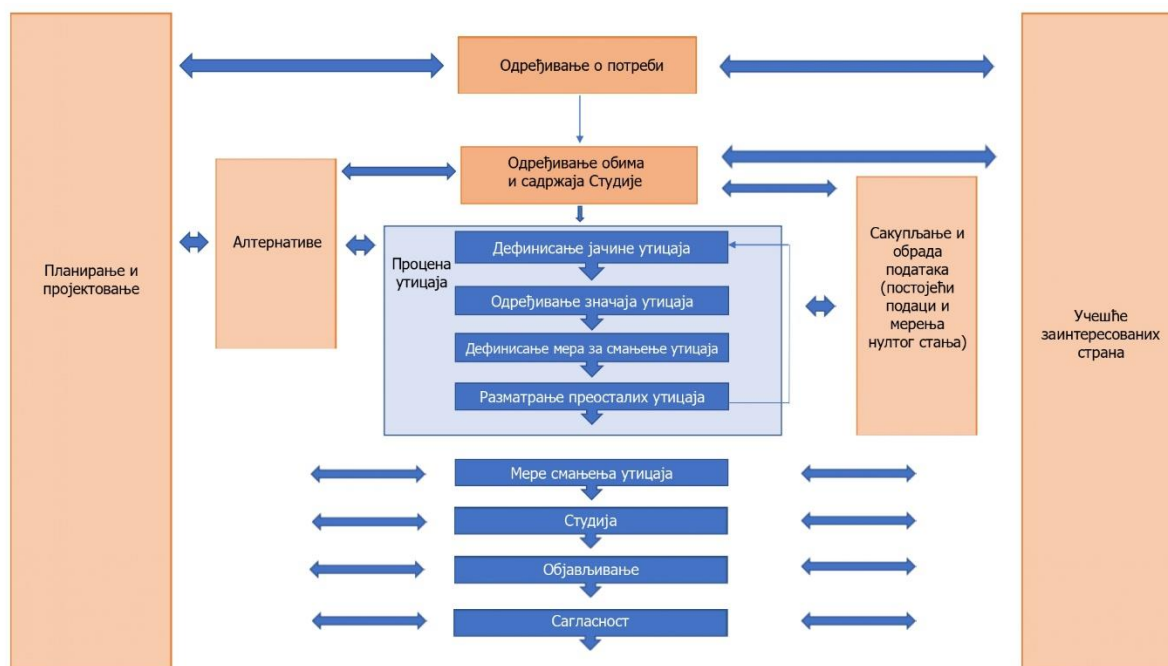 Одређивање о потреби
Одређивање обима
и садржаја Студије
Планирање и
пројектовање
Алтернативе
Процена
утицаја
Дефинисање јачине утицаја
Одређивање значаја утицаја
Дефинисање мера за смањење утицаја
Разматрање преосталих утицаја
Сакупљање и
обрада
података
(постојећи
подаци и
мерења
нултог стања)
Учешће
заинтересованих
страна
Мере смањења утицаја
Студија
Објављивање
Сагласност